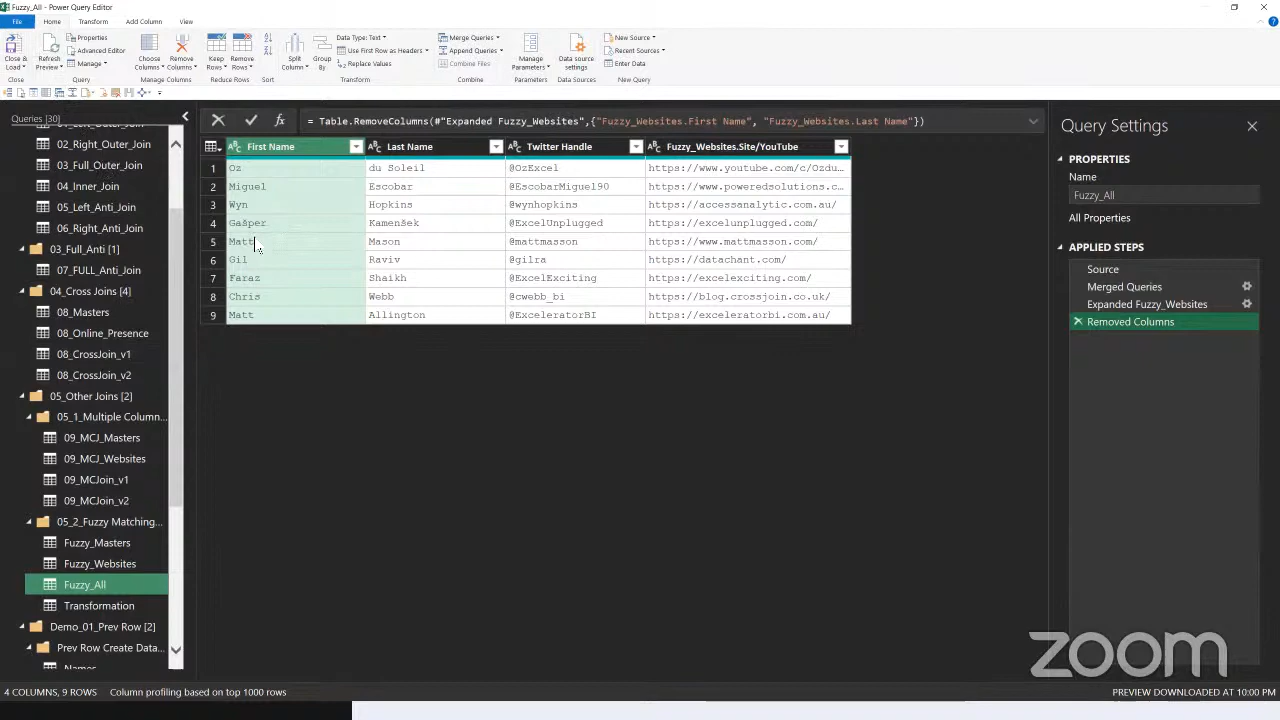 Fuzzy_All - Power Query Editor
File Home Transform Add Column View
Close & Load
Refresh Preview
Properties
Advanced Editor
Manage
Choose Columns
Remove Columns
Keep Rows
Remove Rows
Split Column
Group By
Data Type: Text
Use First Row as Headers
Replace Values
Merge Queries
Append Queries
Combine Files
Manage Parameters
Data source settings
New Source
Recent Sources
Enter Data
Close Query Manage Columns Reduce Rows Sort Transform Combine Parameters Data Sources New Query
Queries [30]
01_Left_Outer_Join
02_Right_Outer_Join
03_Full_Outer_Join
04_Inner_Join
05_Left_Anti_Join
06_Right_Anti_Join
03_Full_Anti [1]
07_FULL_Anti_Join
04_Cross Joins [4]
08_Masters
08_Online_Presence
08_CrossJoin_v1
08_CrossJoin_v2
05_Other Joins [2]
05_1_Multiple Column...
09_MCJ_Masters
09_MCJ_Websites
09_MCJoin_v1
09_MCJoin_v2
05_2_Fuzzy Matching...
Fuzzy_Masters
Fuzzy_Websites
Fuzzy_All
Transformation
Demo_01_Prev Row [2]
Prev Row Create Data...
Names
= Table.RemoveColumns(#"Expanded Fuzzy_Websites",{"Fuzzy_Websites.First Name", "Fuzzy_Websites.Last Name"})
First Name Last Name Twitter Handle Fuzzy_Websites.Site/YouTube
1 Oz du Soleil @OzExcel https://www.youtube.com/c/Ozdu...
2 Miguel Escobar @EscobarMiguel90 https://www.poweredsolutions.c...
3 Wyn Hopkins @wynhopkins https://accessanalytic.com.au/
4 Gašper Kamenšek @ExcelUnplugged https://excelunplugged.com/
5 Matt Mason @mattmasson https://www.mattmasson.com/
6 Gil Raviv @gilra https://datachant.com/
7 Faraz Shaikh @ExcelExciting https://excelexciting.com/
8 Chris Webb @cwebb_bi https://blog.crossjoin.co.uk/
9 Matt Allington @ExceleratorBI https://exceleratorbi.com.au/
Query Settings
PROPERTIES
Name
Fuzzy_All
All Properties
APPLIED STEPS
Source
Merged Queries
Expanded Fuzzy_Websites
Removed Columns
zoom
4 COLUMNS, 9 ROWS Column profiling based on top 1000 rows PREVIEW DOWNLOADED AT 10:00 PM